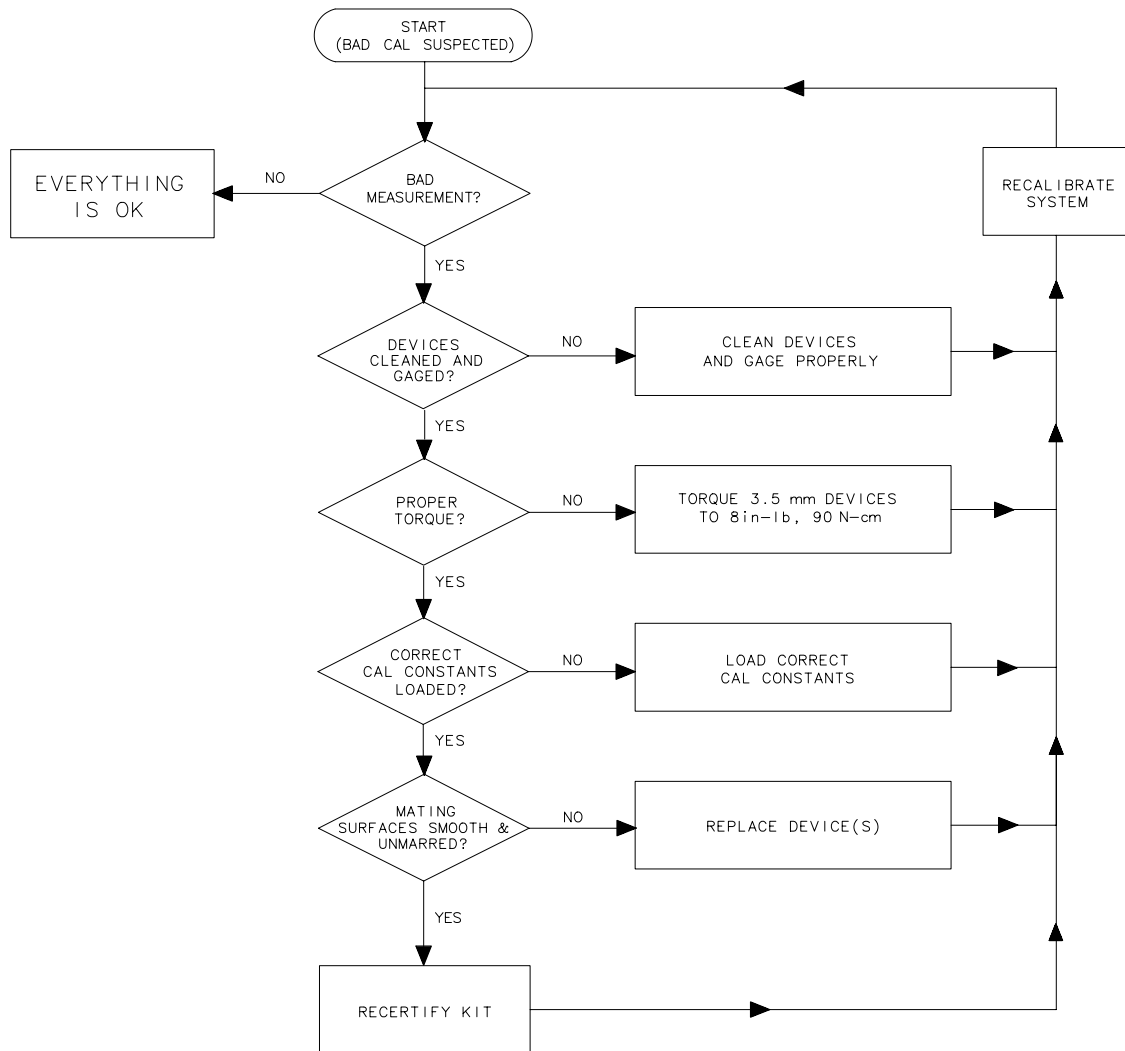 START
(BAD CAL SUSPECTED)
BAD
MEASUREMENT?
NO
EVERYTHING
IS OK
RECALIBRATE
SYSTEM
YES
DEVICES
CLEANED AND
GAGED?
NO
CLEAN DEVICES
AND GAGE PROPERLY
YES
PROPER
TORQUE?
NO
TORQUE 3.5 mm DEVICES
TO 8in-lb, 90 N-cm
YES
CORRECT
CAL CONSTANTS
LOADED?
NO
LOAD CORRECT
CAL CONSTANTS
YES
MATING
SURFACES SMOOTH &
UNMARRED?
NO
REPLACE DEVICE(S)
YES
RECERTIFY KIT